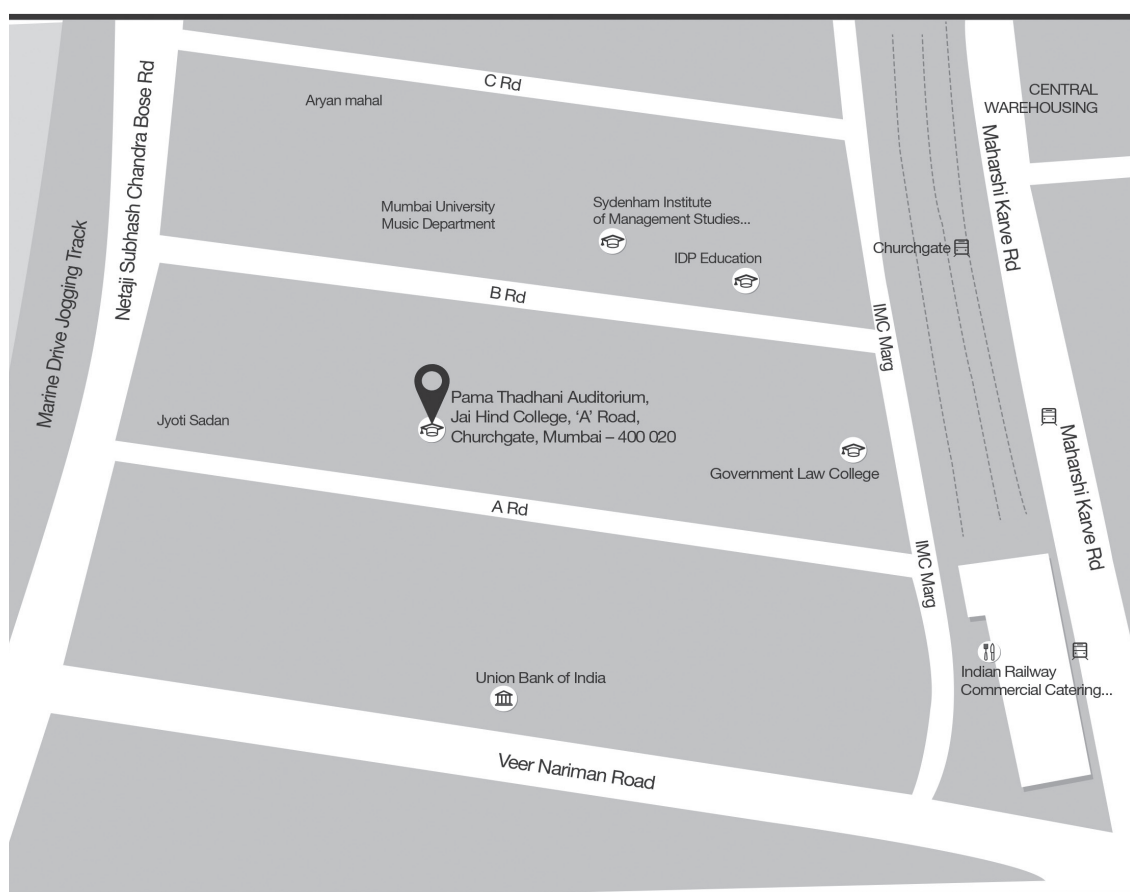 C Rd
Aryan mahal
Netaji Subhash Chandra Bose Rd
CENTRAL
WAREHOUSING
Maharshi Karve Rd
Mumbai University
Music Department
Sydenham Institute
of Management Studies...
IDP Education
Churchgate
Marine Drive Jogging Track
B Rd
IMC Marg
Pama Thadhani Auditorium,
Jai Hind College, ‘A’ Road,
Churchgate, Mumbai – 400 020
Jyoti Sadan
Government Law College
Maharshi Karve Rd
A Rd
IMC Marg
Union Bank of India
Indian Railway
Commercial Catering...
Veer Nariman Road